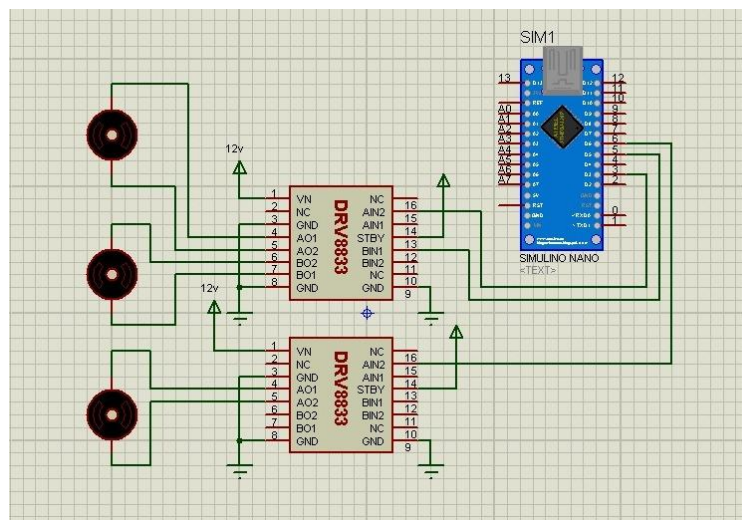 SIM1
13
12
11
10
9
8
7
6
5
4
3
2
A0
A1
A2
A3
A4
A5
A6
A7
RST
GND
0
1
SIMULINO NANO
<TEXT>
12v
1 VN NC
2 NC AIN2 16
3 GND AIN1 15
4 AO1 STBY 14
5 AO2 BIN1 13
6 BO2 BIN2 12
7 BO1 NC 11
8 GND GND 10
9
DRV8833
12v
1 VN NC
2 NC AIN2 16
3 GND AIN1 15
4 AO1 STBY 14
5 AO2 BIN1 13
6 BO2 BIN2 12
7 BO1 NC 11
8 GND GND 10
9
DRV8833